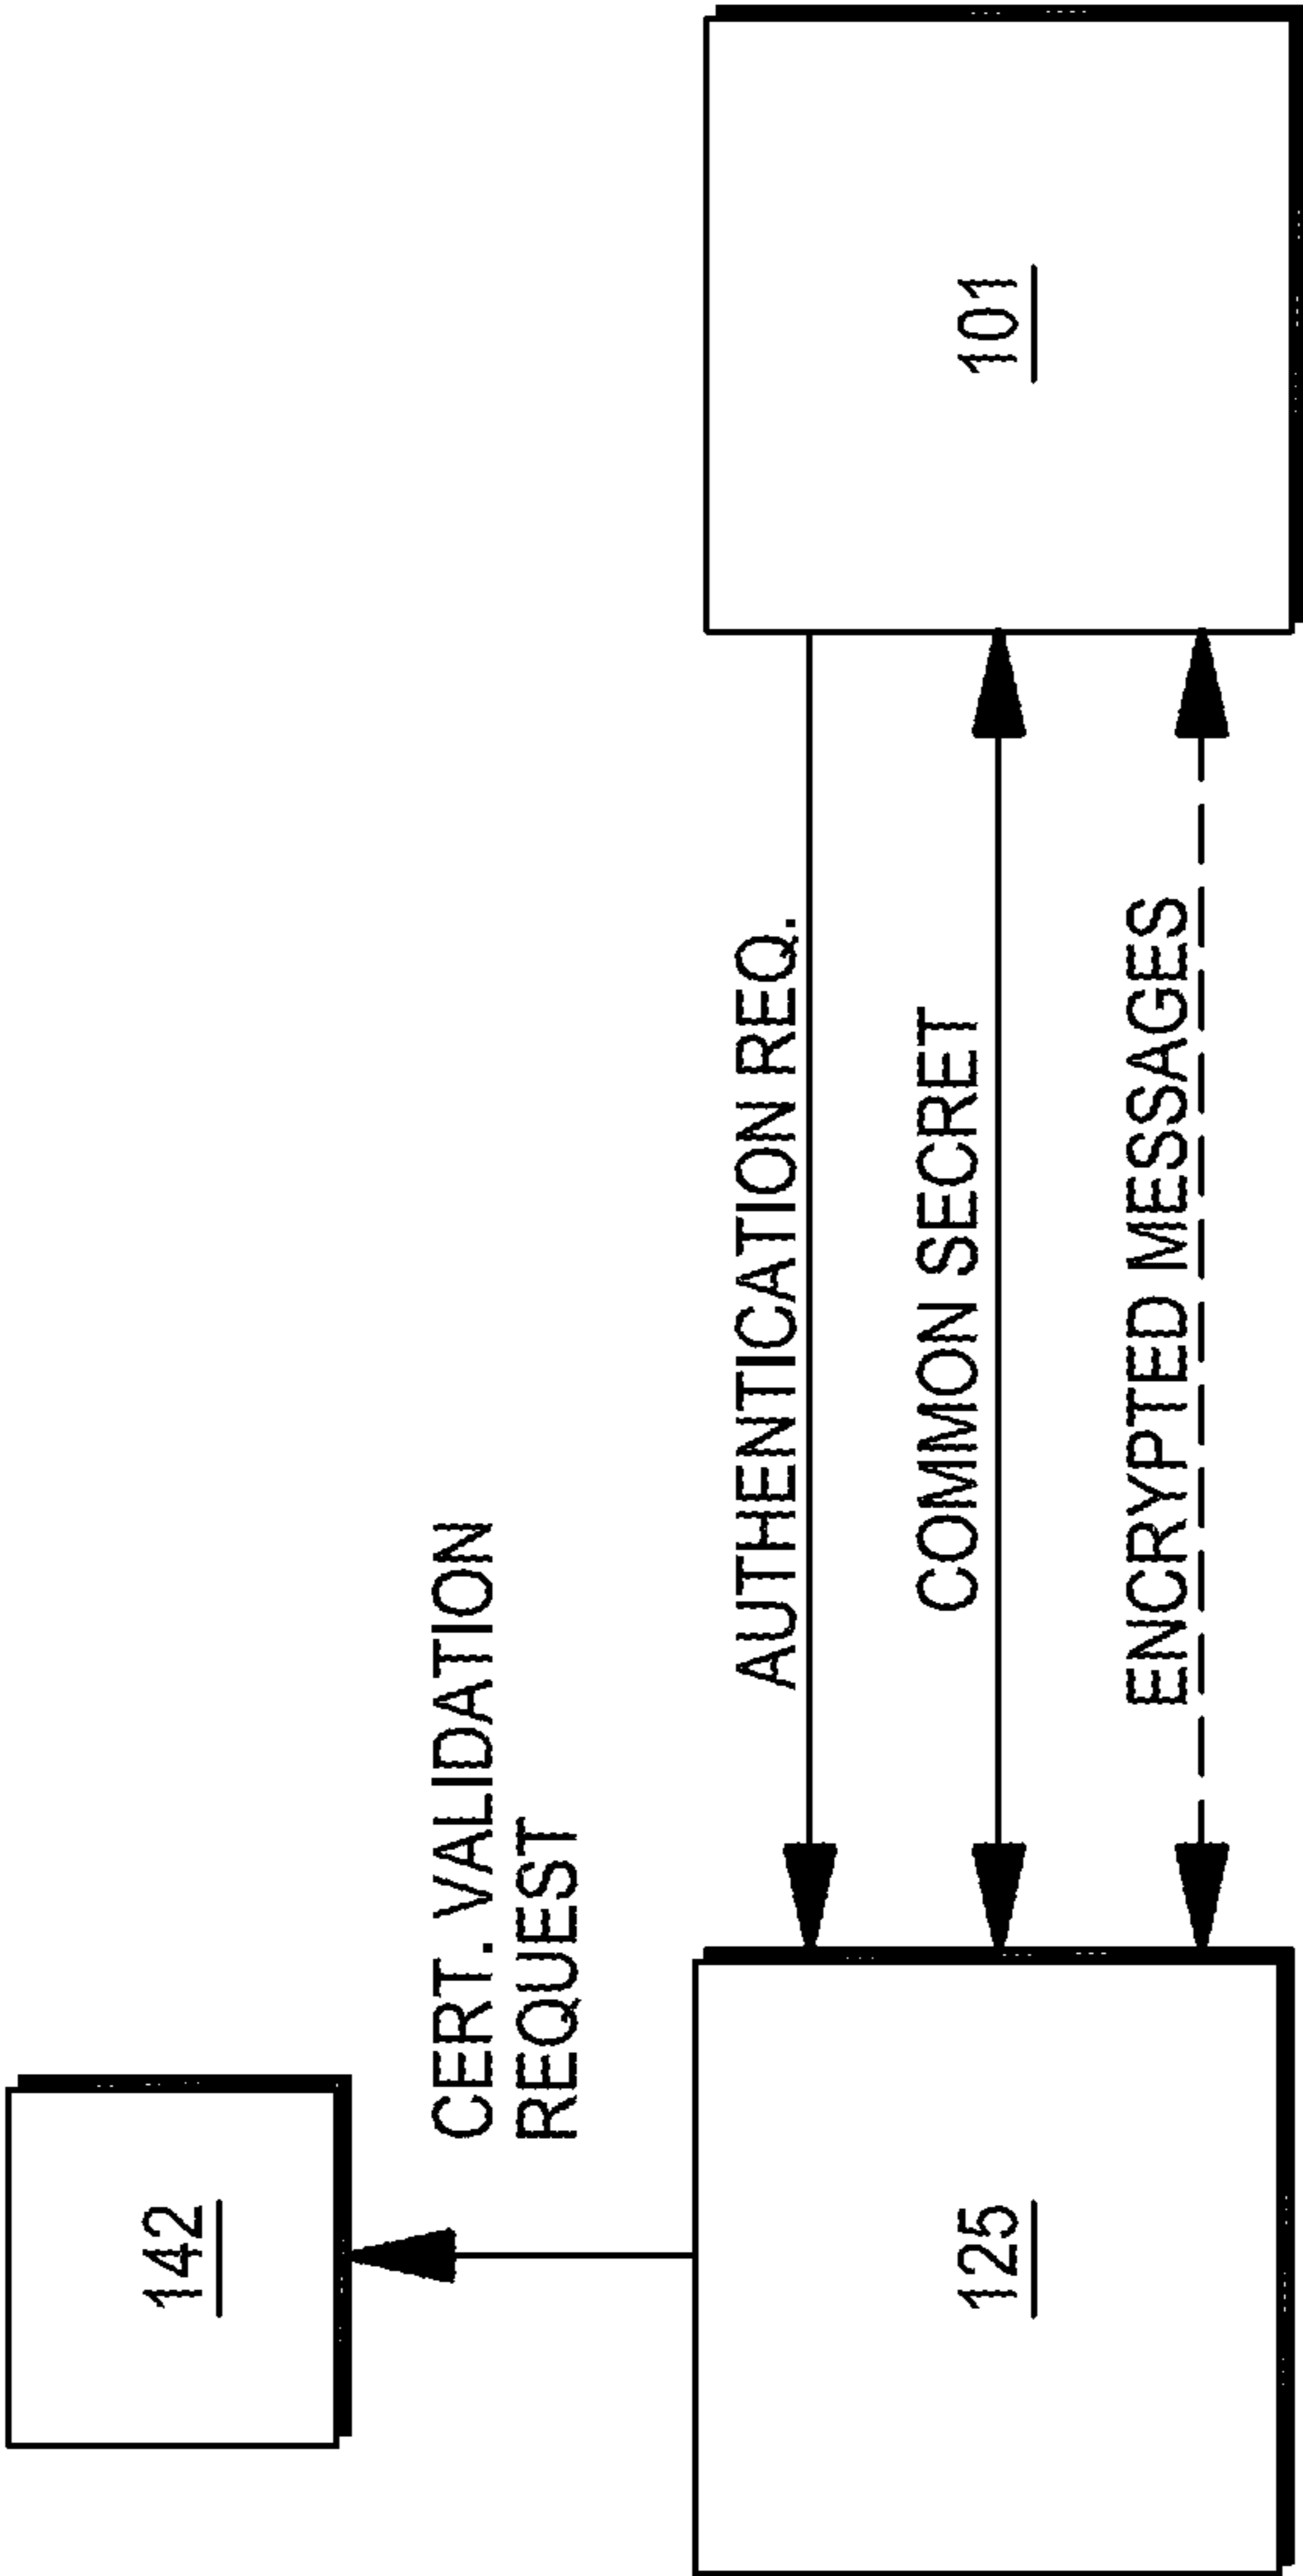 142
CERT. VALIDATION
REQUEST
125
AUTHENTICATION REQ.
COMMON SECRET
ENCRYPTED MESSAGES
101